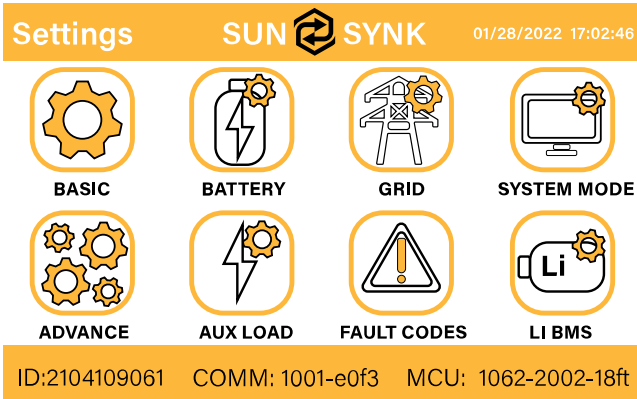 Settings SUN SYNK 01/28/2022 17:02:46
BASIC BATTERY GRID SYSTEM MODE
Li
ADVANCE AUX LOAD FAULT CODES LI BMS
ID:2104109061 COMM: 1001-e0f3 MCU: 1062-2002-18ft